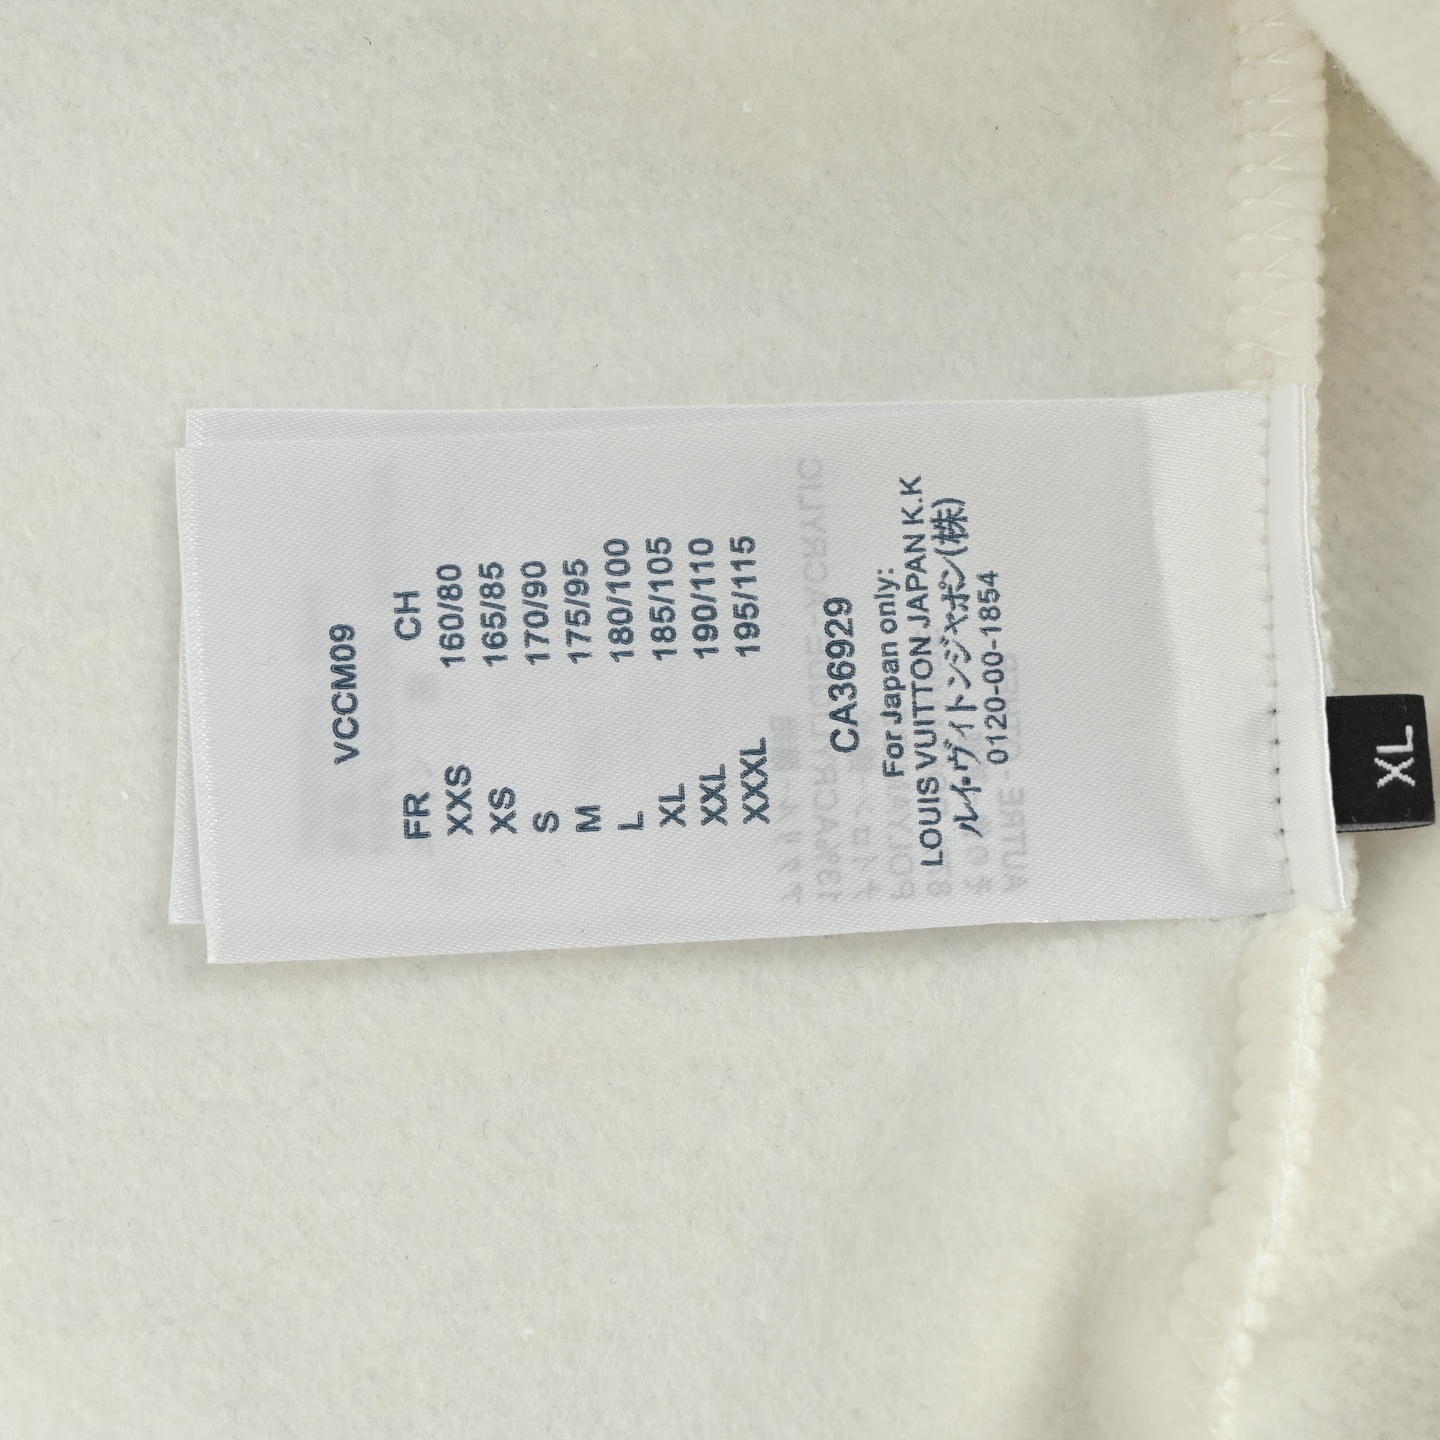 VCCM09
FR CH
XXS 160/80
XS 165/85
S 170/90
M 175/95
L 180/100
XL 185/105
XXL 190/110
XXXL 195/115
CA36929
For Japan only:
LOUIS VUITTON JAPAN K.K
ルイ・ヴィトンジャポン(株)
0120-00-1854
XL